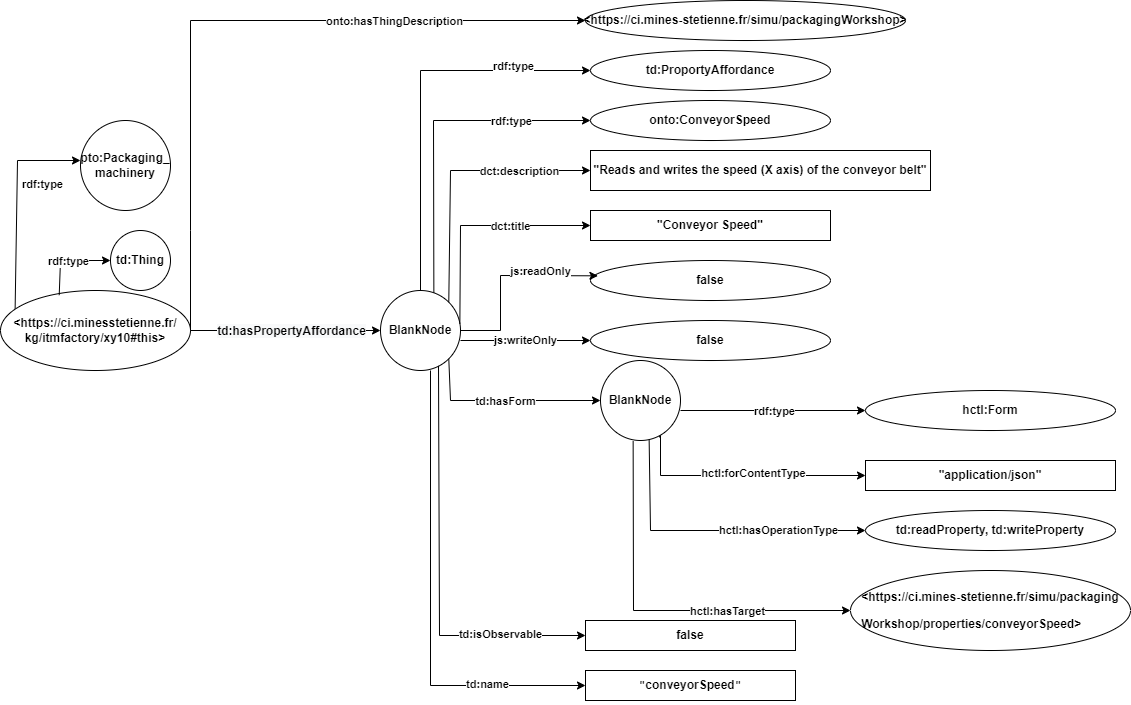 onto:hasThingDescription
<https://ci.mines-stetienne.fr/simu/packagingWorkshop>
rdf:type
td:ProportyAffordance
rdf:type
onto:ConveyorSpeed
pto:Packaging_
machinery
rdf:type
dct:description
"Reads and writes the speed (X axis) of the conveyor belt"
dct:title
"Conveyor Speed"
rdf:type
td:Thing
js:readOnly
false
<https://ci.minesstetienne.fr/
kg/itmfactory/xy10#this>
td:hasPropertyAffordance
BlankNode
js:writeOnly
false
td:hasForm
BlankNode
rdf:type
hctl:Form
hctl:forContentType
"application/json"
hctl:hasOperationType
td:readProperty, td:writeProperty
hctl:hasTarget
<https://ci.mines-stetienne.fr/simu/packaging
Workshop/properties/conveyorSpeed>
td:isObservable
false
td:name
"conveyorSpeed"